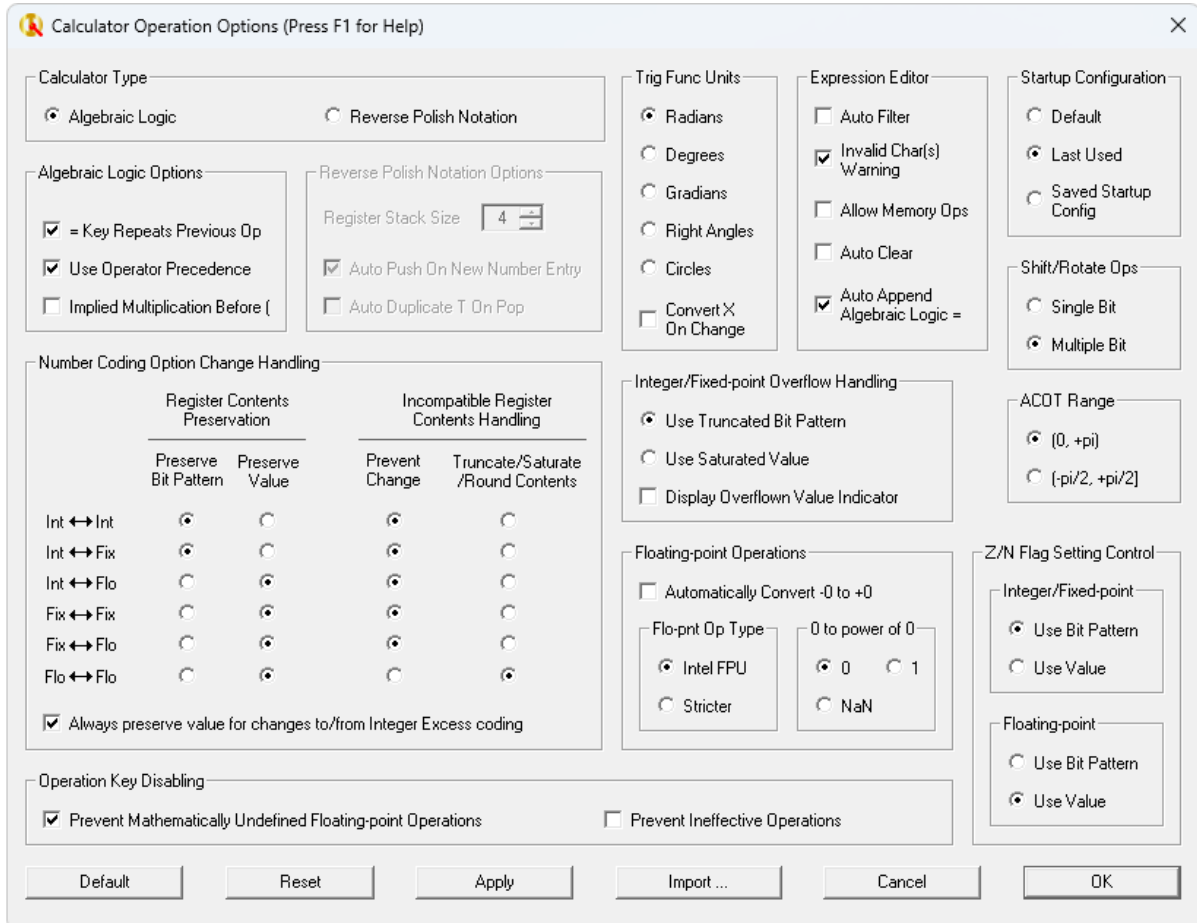 Calculator Operation Options (Press F1 for Help)
Calculator Type
Algebraic Logic
Reverse Polish Notation
Algebraic Logic Options
= Key Repeats Previous Op
Use Operator Precedence
Implied Multiplication Before (
Reverse Polish Notation Options
Register Stack Size 4
Auto Push On New Number Entry
Auto Duplicate T On Pop
Trig Func Units
Radians
Degrees
Gradians
Right Angles
Circles
Convert X
On Change
Expression Editor
Auto Filter
Invalid Char(s)
Warning
Allow Memory Ops
Auto Clear
Auto Append
Algebraic Logic =
Startup Configuration
Default
Last Used
Saved Startup
Config
Shift/Rotate Ops
Single Bit
Multiple Bit
ACOT Range
(0, +pi)
(-pi/2, +pi/2]
Number Coding Option Change Handling
Register Contents
Preservation
Incompatible Register
Contents Handling
Preserve
Bit Pattern
Preserve
Value
Prevent
Change
Truncate/Saturate
/Round Contents
Int ↔ Int
Int ↔ Fix
Int ↔ Flo
Fix ↔ Fix
Fix ↔ Flo
Flo ↔ Flo
Always preserve value for changes to/from Integer Excess coding
Integer/Fixed-point Overflow Handling
Use Truncated Bit Pattern
Use Saturated Value
Display Overflown Value Indicator
Floating-point Operations
Automatically Convert -0 to +0
Flo-pnt Op Type
Intel FPU
Stricter
0 to power of 0
0
1
NaN
Z/N Flag Setting Control
Integer/Fixed-point
Use Bit Pattern
Use Value
Floating-point
Use Bit Pattern
Use Value
Operation Key Disabling
Prevent Mathematically Undefined Floating-point Operations
Prevent Ineffective Operations
Default
Reset
Apply
Import ...
Cancel
OK